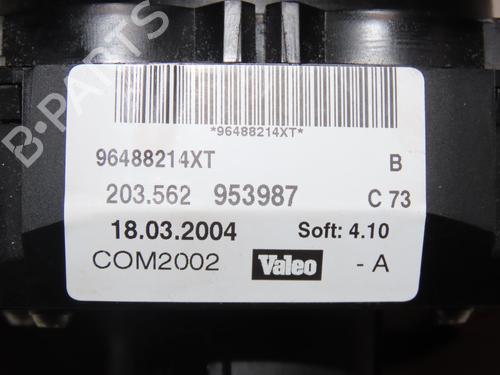 B-PARTS
*96488214XT*
96488214XT B
203.562 953987 C 73
18.03.2004 Soft: 4.10
COM2002 Valeo - A